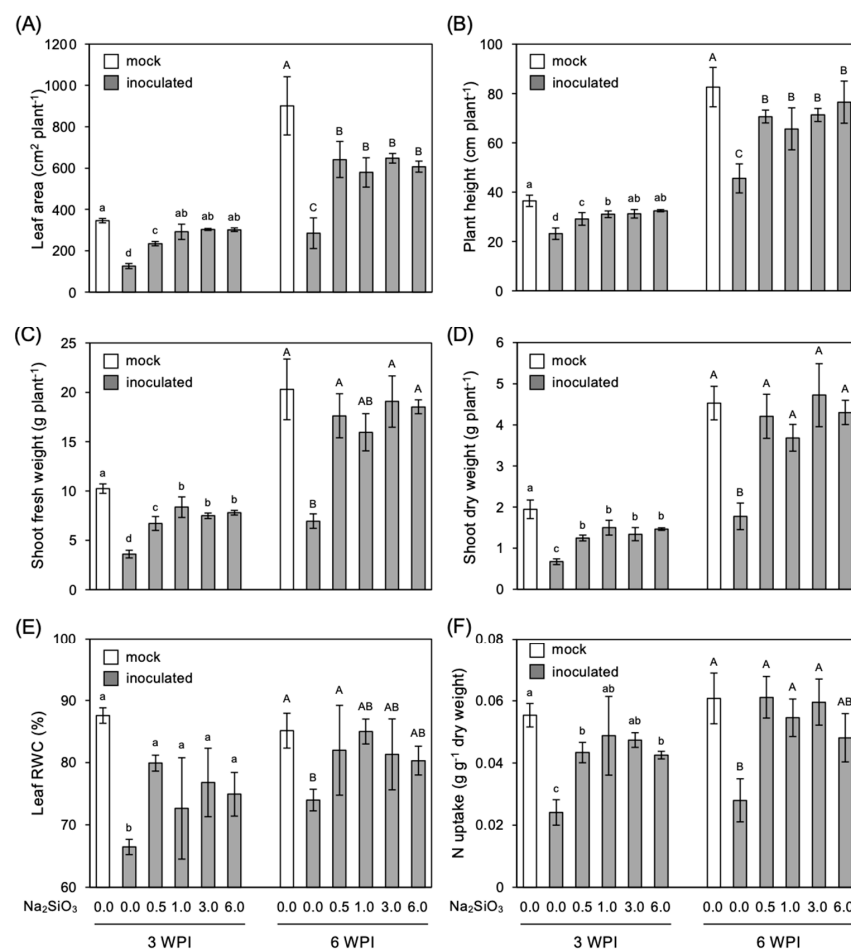 (A)
1200
1000
800
600
400
200
0
Leaf area (cm² plant⁻¹)
mock
inoculated
a
d
c
ab
ab
ab
A
C
B
B
B
B
(B)
100
80
60
40
20
0
Plant height (cm plant⁻¹)
mock
inoculated
a
d
c
b
ab
ab
A
C
B
B
B
B
(C)
25
20
15
10
5
0
Shoot fresh weight (g plant⁻¹)
mock
inoculated
a
d
c
b
b
b
A
B
A
AB
A
A
(D)
6
5
4
3
2
1
0
Shoot dry weight (g plant⁻¹)
mock
inoculated
a
c
b
b
b
b
A
B
A
A
A
A
(E)
100
90
80
70
60
Leaf RWC (%)
mock
inoculated
a
b
a
a
a
a
A
B
A
AB
AB
AB
Na₂SiO₃ 0.0 0.0 0.5 1.0 3.0 6.0 0.0 0.0 0.5 1.0 3.0 6.0
3 WPI 6 WPI
(F)
0.08
0.06
0.04
0.02
0
N uptake (g g⁻¹ dry weight)
mock
inoculated
a
c
b
ab
ab
b
A
B
A
A
A
AB
Na₂SiO₃ 0.0 0.0 0.5 1.0 3.0 6.0 0.0 0.0 0.5 1.0 3.0 6.0
3 WPI 6 WPI